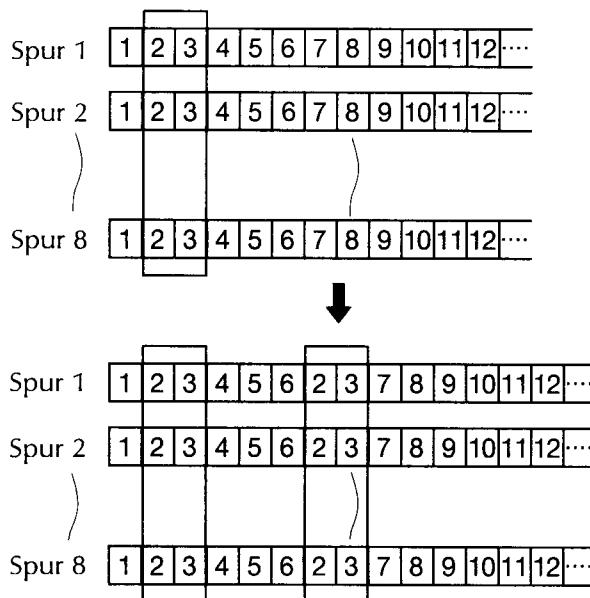 Spur 1 1 2 3 4 5 6 7 8 9 10 11 12 ····
Spur 2 1 2 3 4 5 6 7 8 9 10 11 12 ····
Spur 8 1 2 3 4 5 6 7 8 9 10 11 12 ····
Spur 1 1 2 3 4 5 6 2 3 7 8 9 10 11 12 ····
Spur 2 1 2 3 4 5 6 2 3 7 8 9 10 11 12 ····
Spur 8 1 2 3 4 5 6 2 3 7 8 9 10 11 12 ····